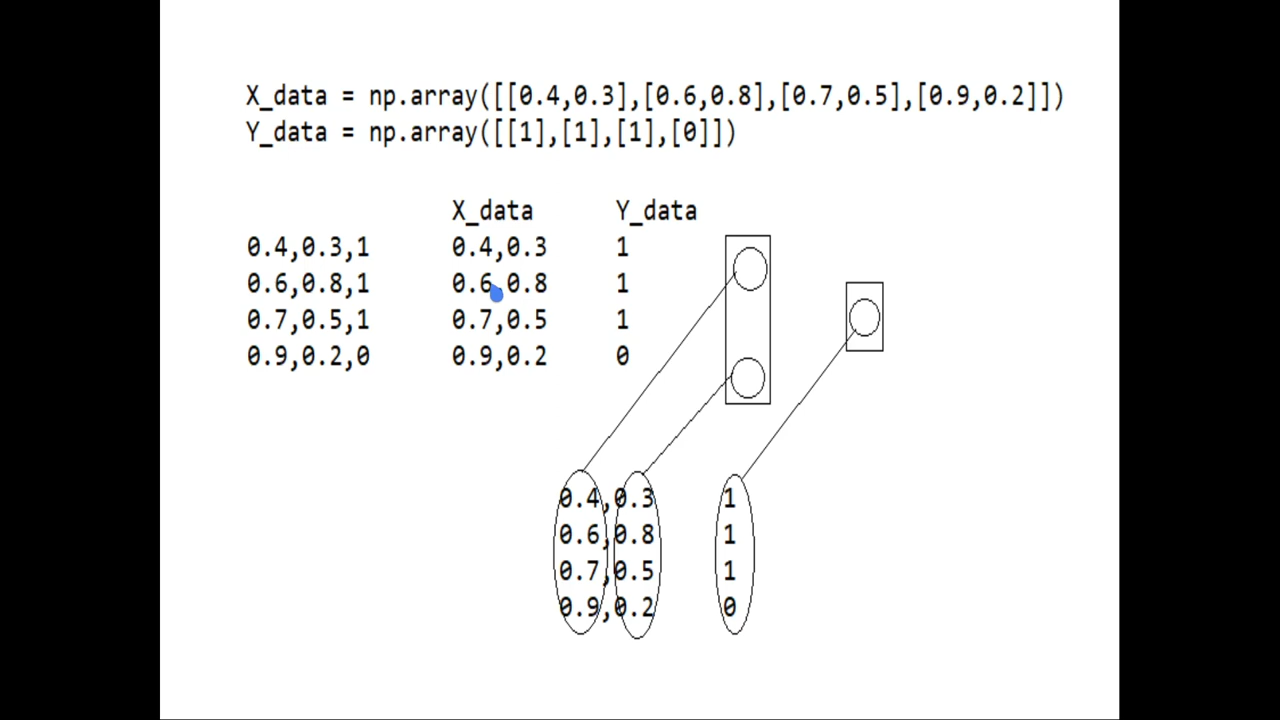 X_data = np.array([[0.4,0.3],[0.6,0.8],[0.7,0.5],[0.9,0.2]])
Y_data = np.array([[1],[1],[1],[0]])
X_data Y_data
0.4,0.3,1 0.4,0.3 1
0.6,0.8,1 0.6,0.8 1
0.7,0.5,1 0.7,0.5 1
0.9,0.2,0 0.9,0.2 0
0.4,0.3 1
0.6,0.8 1
0.7,0.5 1
0.9,0.2 0